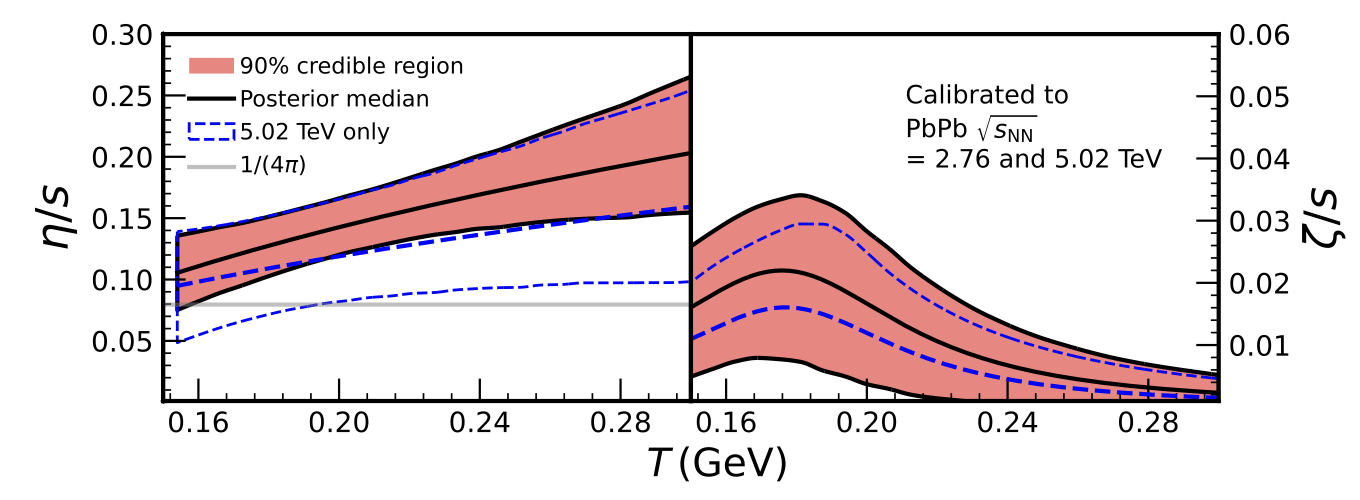 0.30
0.25
0.20
0.15
0.10
0.05
η/s
90% credible region
Posterior median
5.02 TeV only
1/(4π)
Calibrated to
PbPb √sNN
= 2.76 and 5.02 TeV
0.06
0.05
0.04
0.03
0.02
0.01
ζ/s
0.16 0.20 0.24 0.28 0.16 0.20 0.24 0.28
T (GeV)